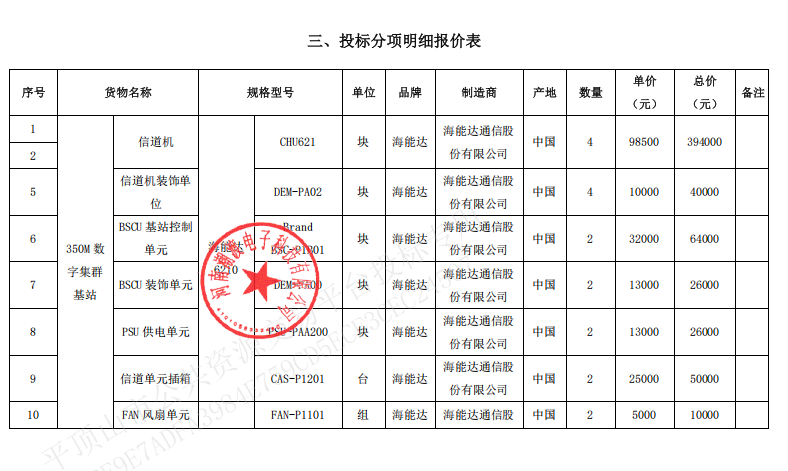 三、投标分项明细报价表
序号 货物名称 规格型号 单位 品牌 制造商 产地 数量 单价（元） 总价（元） 备注
350M 数字集群基站
海能达 6210
1
2
信道机 CHU621 块 海能达 海能达通信股份有限公司 中国 4 98500 394000
5 信道机装饰单位 DEM-PA02 块 海能达 海能达通信股份有限公司 中国 4 10000 40000
6 BSCU 基站控制单元 Brand 块 海能达 海能达通信股份有限公司 中国 2 32000 64000
7 BSCU 装饰单元 块 海能达 海能达通信股份有限公司 中国 2 13000 26000
8 PSU 供电单元 PSU-PAA200 块 海能达 海能达通信股份有限公司 中国 2 13000 26000
9 信道单元插箱 CAS-P1201 台 海能达 海能达通信股份有限公司 中国 2 25000 50000
10 FAN 风扇单元 FAN-P1101 组 海能达 海能达通信股 中国 2 5000 10000